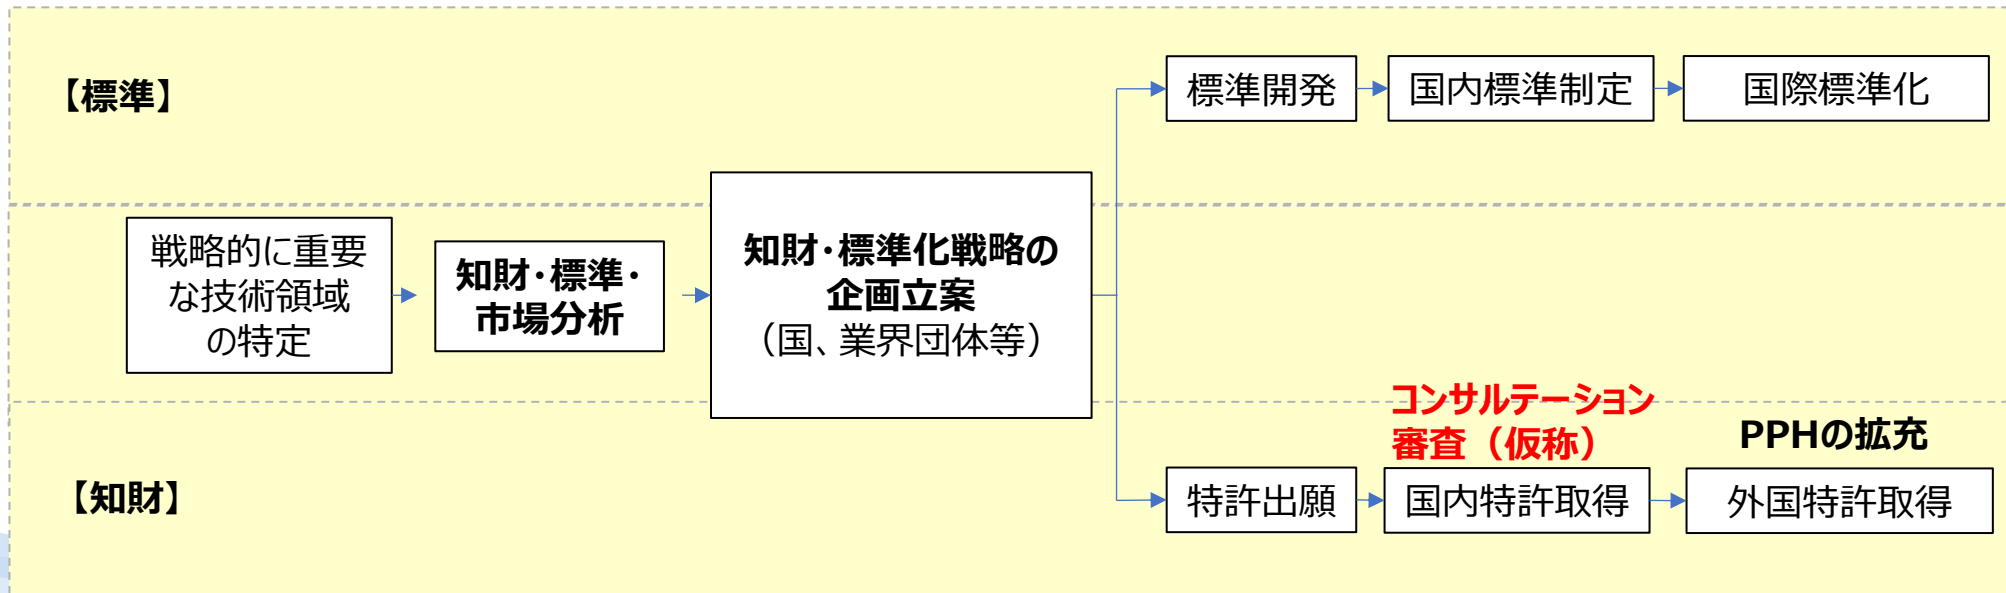 【標準】
標準開発
国内標準制定
国際標準化
戦略的に重要
な技術領域
の特定
知財・標準・
市場分析
知財・標準化戦略の
企画立案
（国、業界団体等）
【知財】
コンサルテーション
審査（仮称）
PPHの拡充
特許出願
国内特許取得
外国特許取得